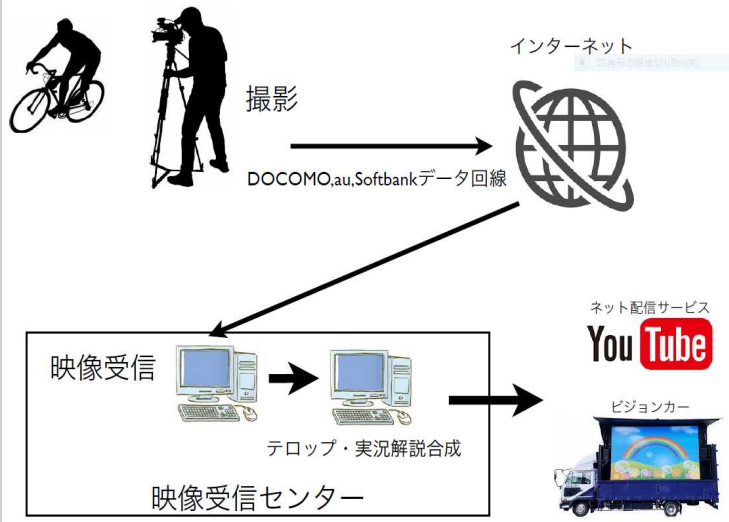 インターネット
撮影
DOCOMO,au,Softbankデータ回線
ネット配信サービス
YouTube
映像受信
ビジョンカー
テロップ・実況解説合成
映像受信センター